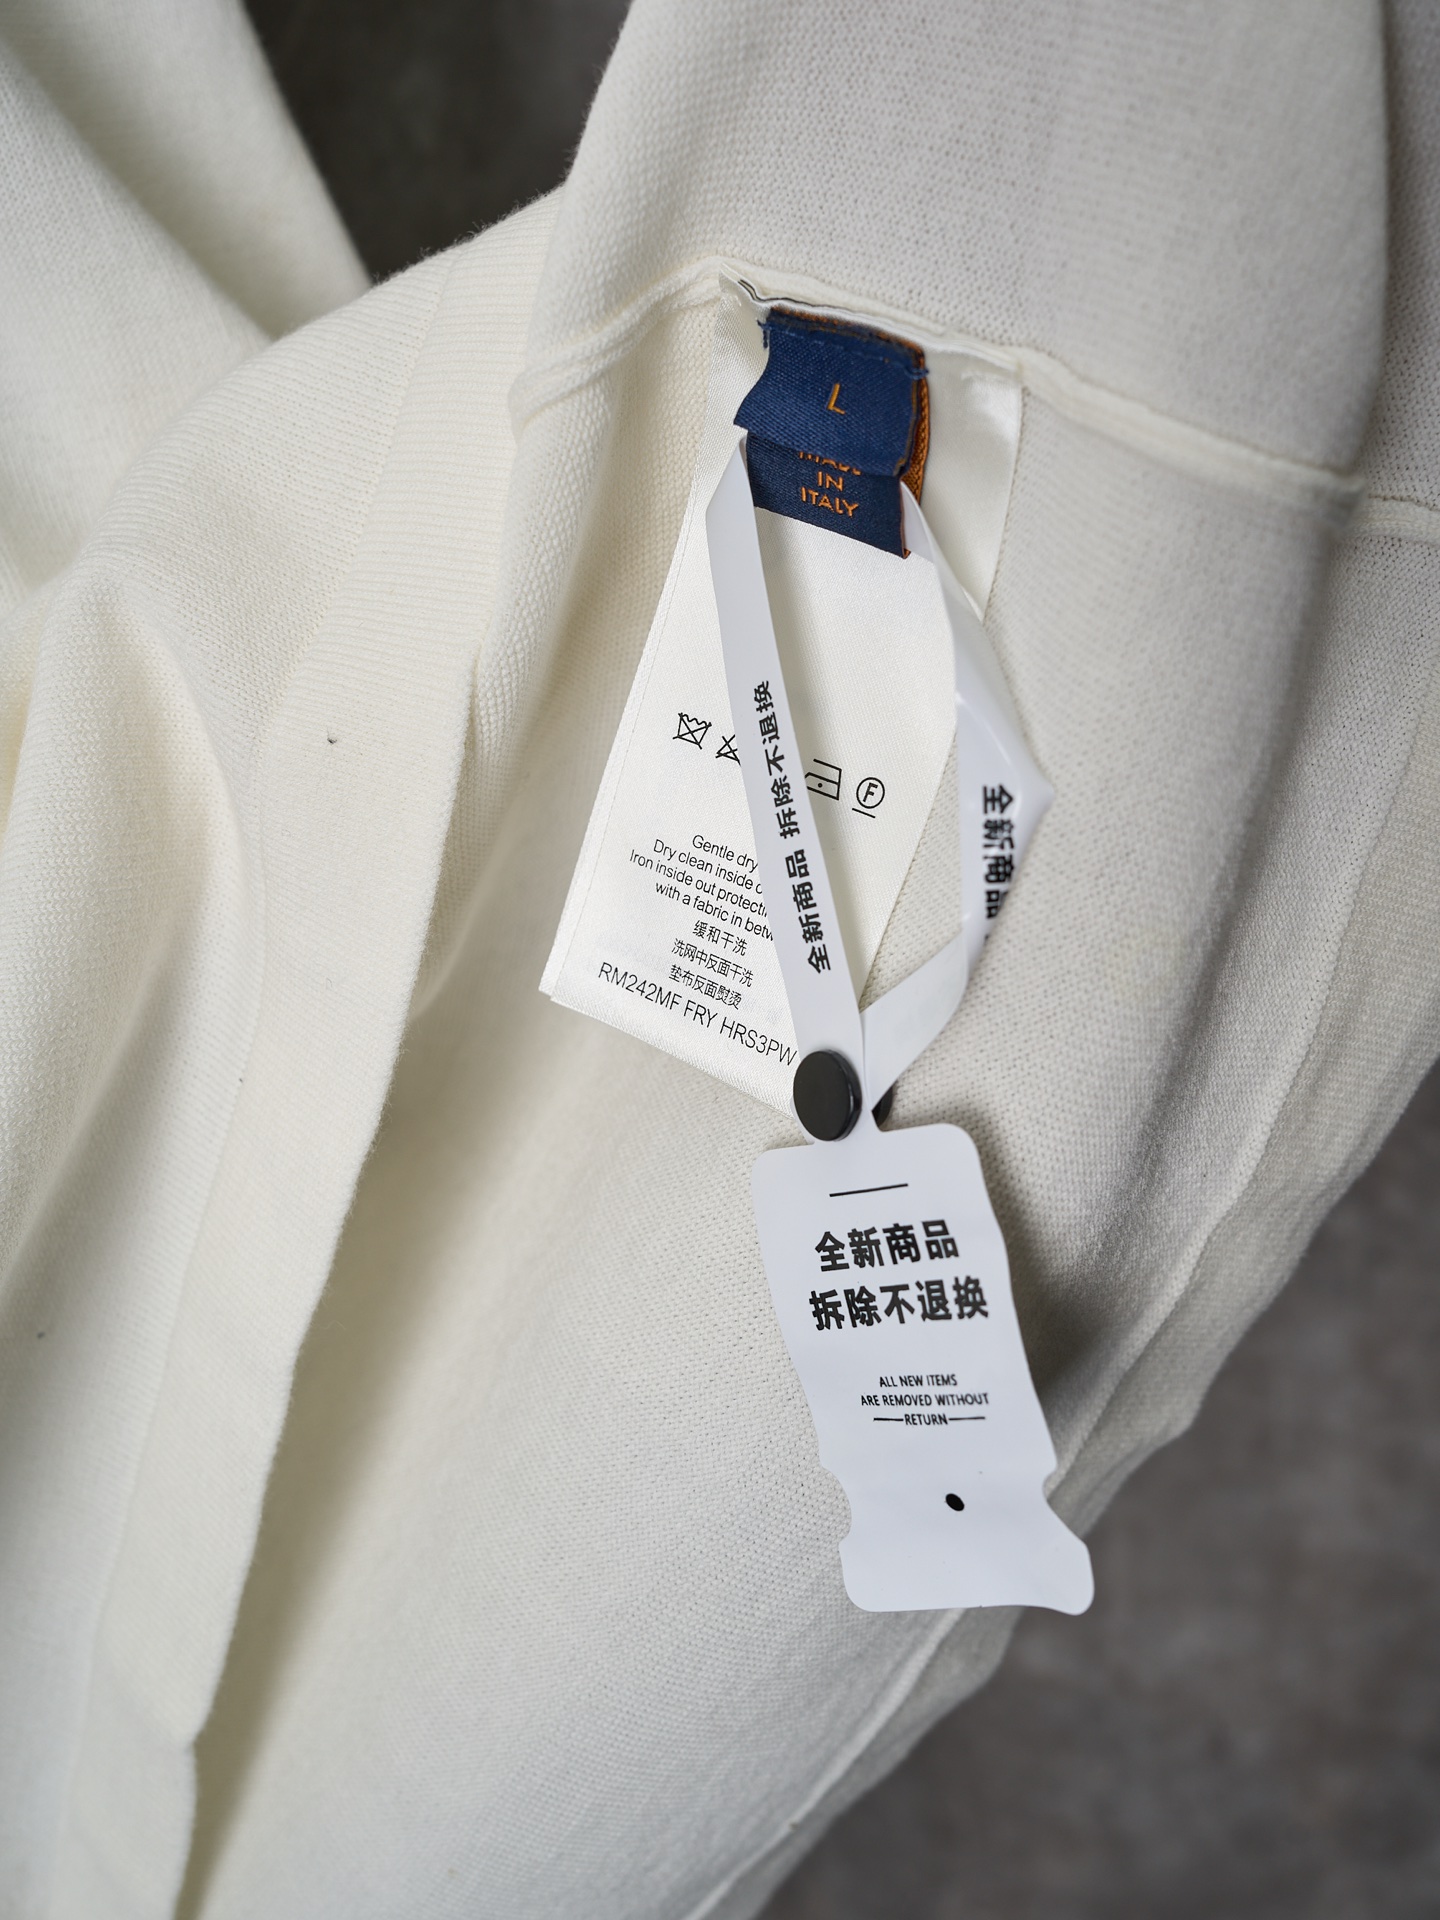 L
MADE
IN
ITALY
F
Gentle dry
Dry clean inside
Iron inside out
with a fabric in
缓和干洗
洗网中反面干洗
垫布反面熨烫
RM242MF FRY HRS3PW
全新商品 拆除不退换
全新商品
全新商品
拆除不退换
ALL NEW ITEMS
ARE REMOVED WITHOUT
RETURN